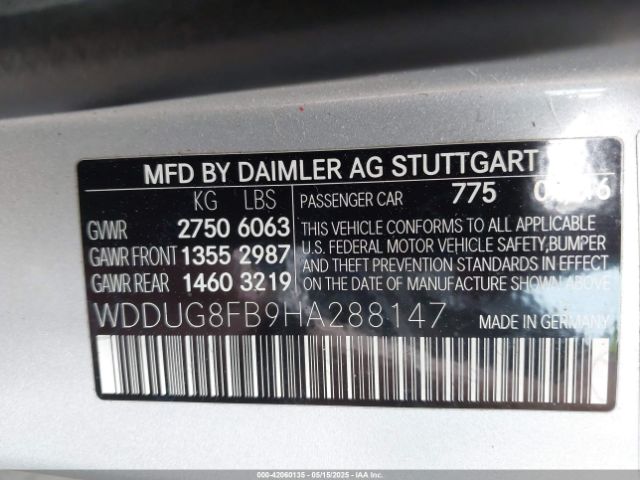 MFD BY DAIMLER AG STUTTGART
KG LBS
GVWR 2750 6063
GAWR FRONT 1355 2987
GAWR REAR 1460 3219
PASSENGER CAR 775
THIS VEHICLE CONFORMS TO ALL APPLICABLE
U.S. FEDERAL MOTOR VEHICLE SAFETY,BUMPER
AND THEFT PREVENTION STANDARDS IN EFFECT
ON THE DATE OF MANUFACTURE SHOWN ABOVE
WDDUG8FB9HA288147 MADE IN GERMANY
000-42060135 - 05/15/2025 - IAAI.COM